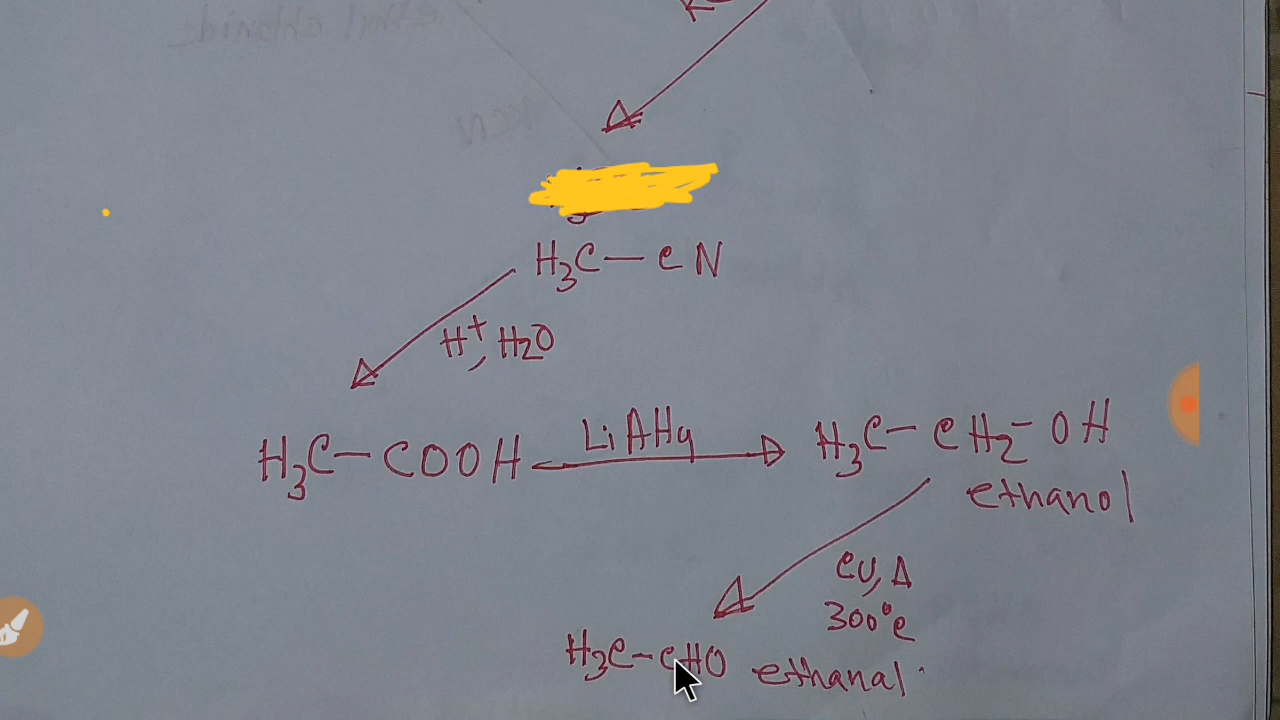 H3C — CN
H+, H2O
H3C — COOH LiAlH4 H3C — CH2 — OH
ethanol
Cu, Δ
300°C
H3C — CHO ethanal